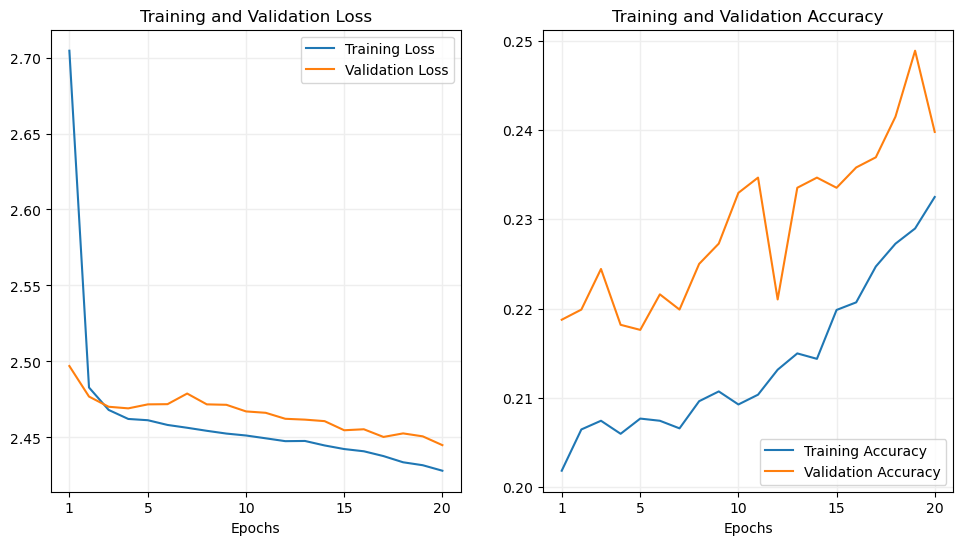 Training and Validation Loss
Training Loss
Validation Loss
2.70
2.65
2.60
2.55
2.50
2.45
1 5 10 15 20
Epochs
Training and Validation Accuracy
0.25
0.24
0.23
0.22
0.21
0.20
Training Accuracy
Validation Accuracy
1 5 10 15 20
Epochs